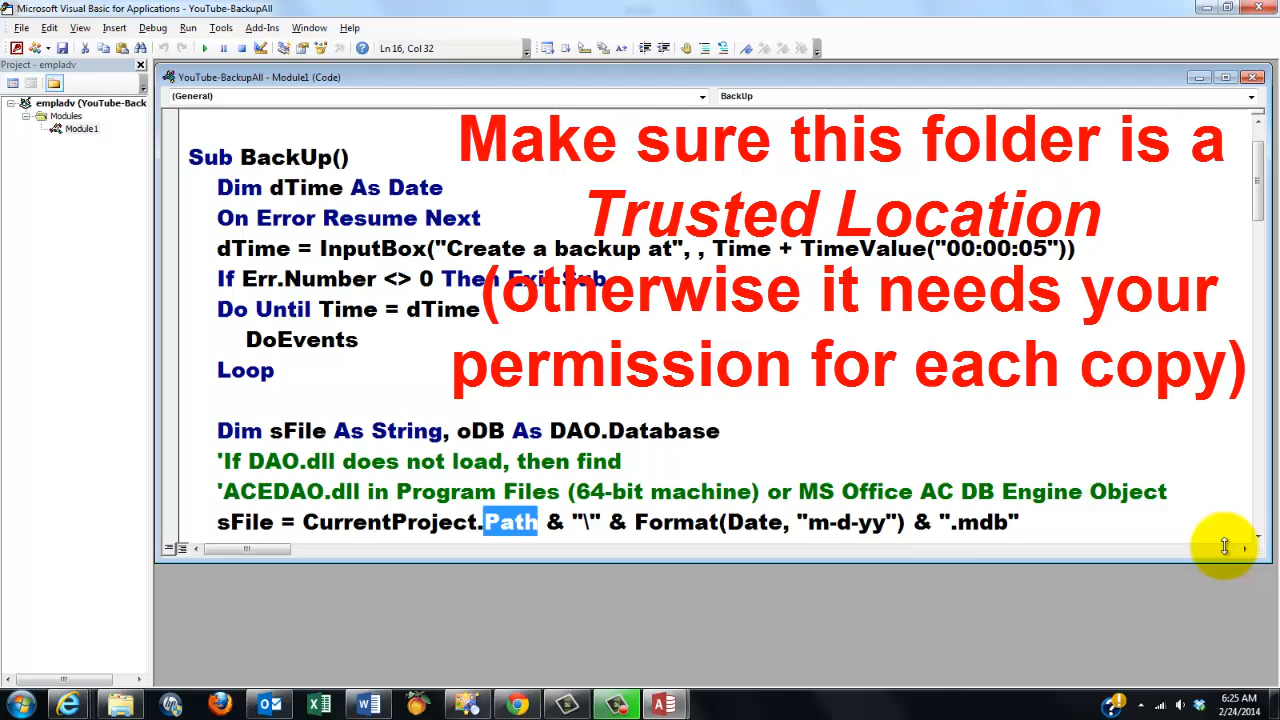 Microsoft Visual Basic for Applications - YouTube-BackupAll
File Edit View Insert Debug Run Tools Add-Ins Window Help
Ln 16, Col 32
Project - empladv
empladv (YouTube-Back
Modules
Module1
YouTube-BackupAll - Module1 (Code)
(General) BackUp
Make sure this folder is a
Trusted Location
(otherwise it needs your
permission for each copy)
Sub BackUp()
Dim dTime As Date
On Error Resume Next
dTime = InputBox("Create a backup at", , Time + TimeValue("00:00:05"))
If Err.Number <> 0 Then Exit Sub
Do Until Time = dTime
DoEvents
Loop
Dim sFile As String, oDB As DAO.Database
'If DAO.dll does not load, then find
'ACEDAO.dll in Program Files (64-bit machine) or MS Office AC DB Engine Object
sFile = CurrentProject.Path & "\" & Format(Date, "m-d-yy") & ".mdb"
6:25 AM
2/24/2014